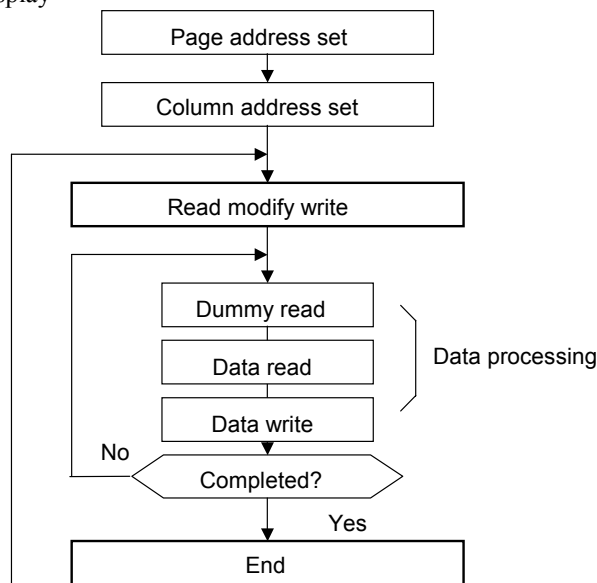 Page address set
Column address set
Read modify write
Dummy read
Data read
Data processing
Data write
No
Completed?
Yes
End